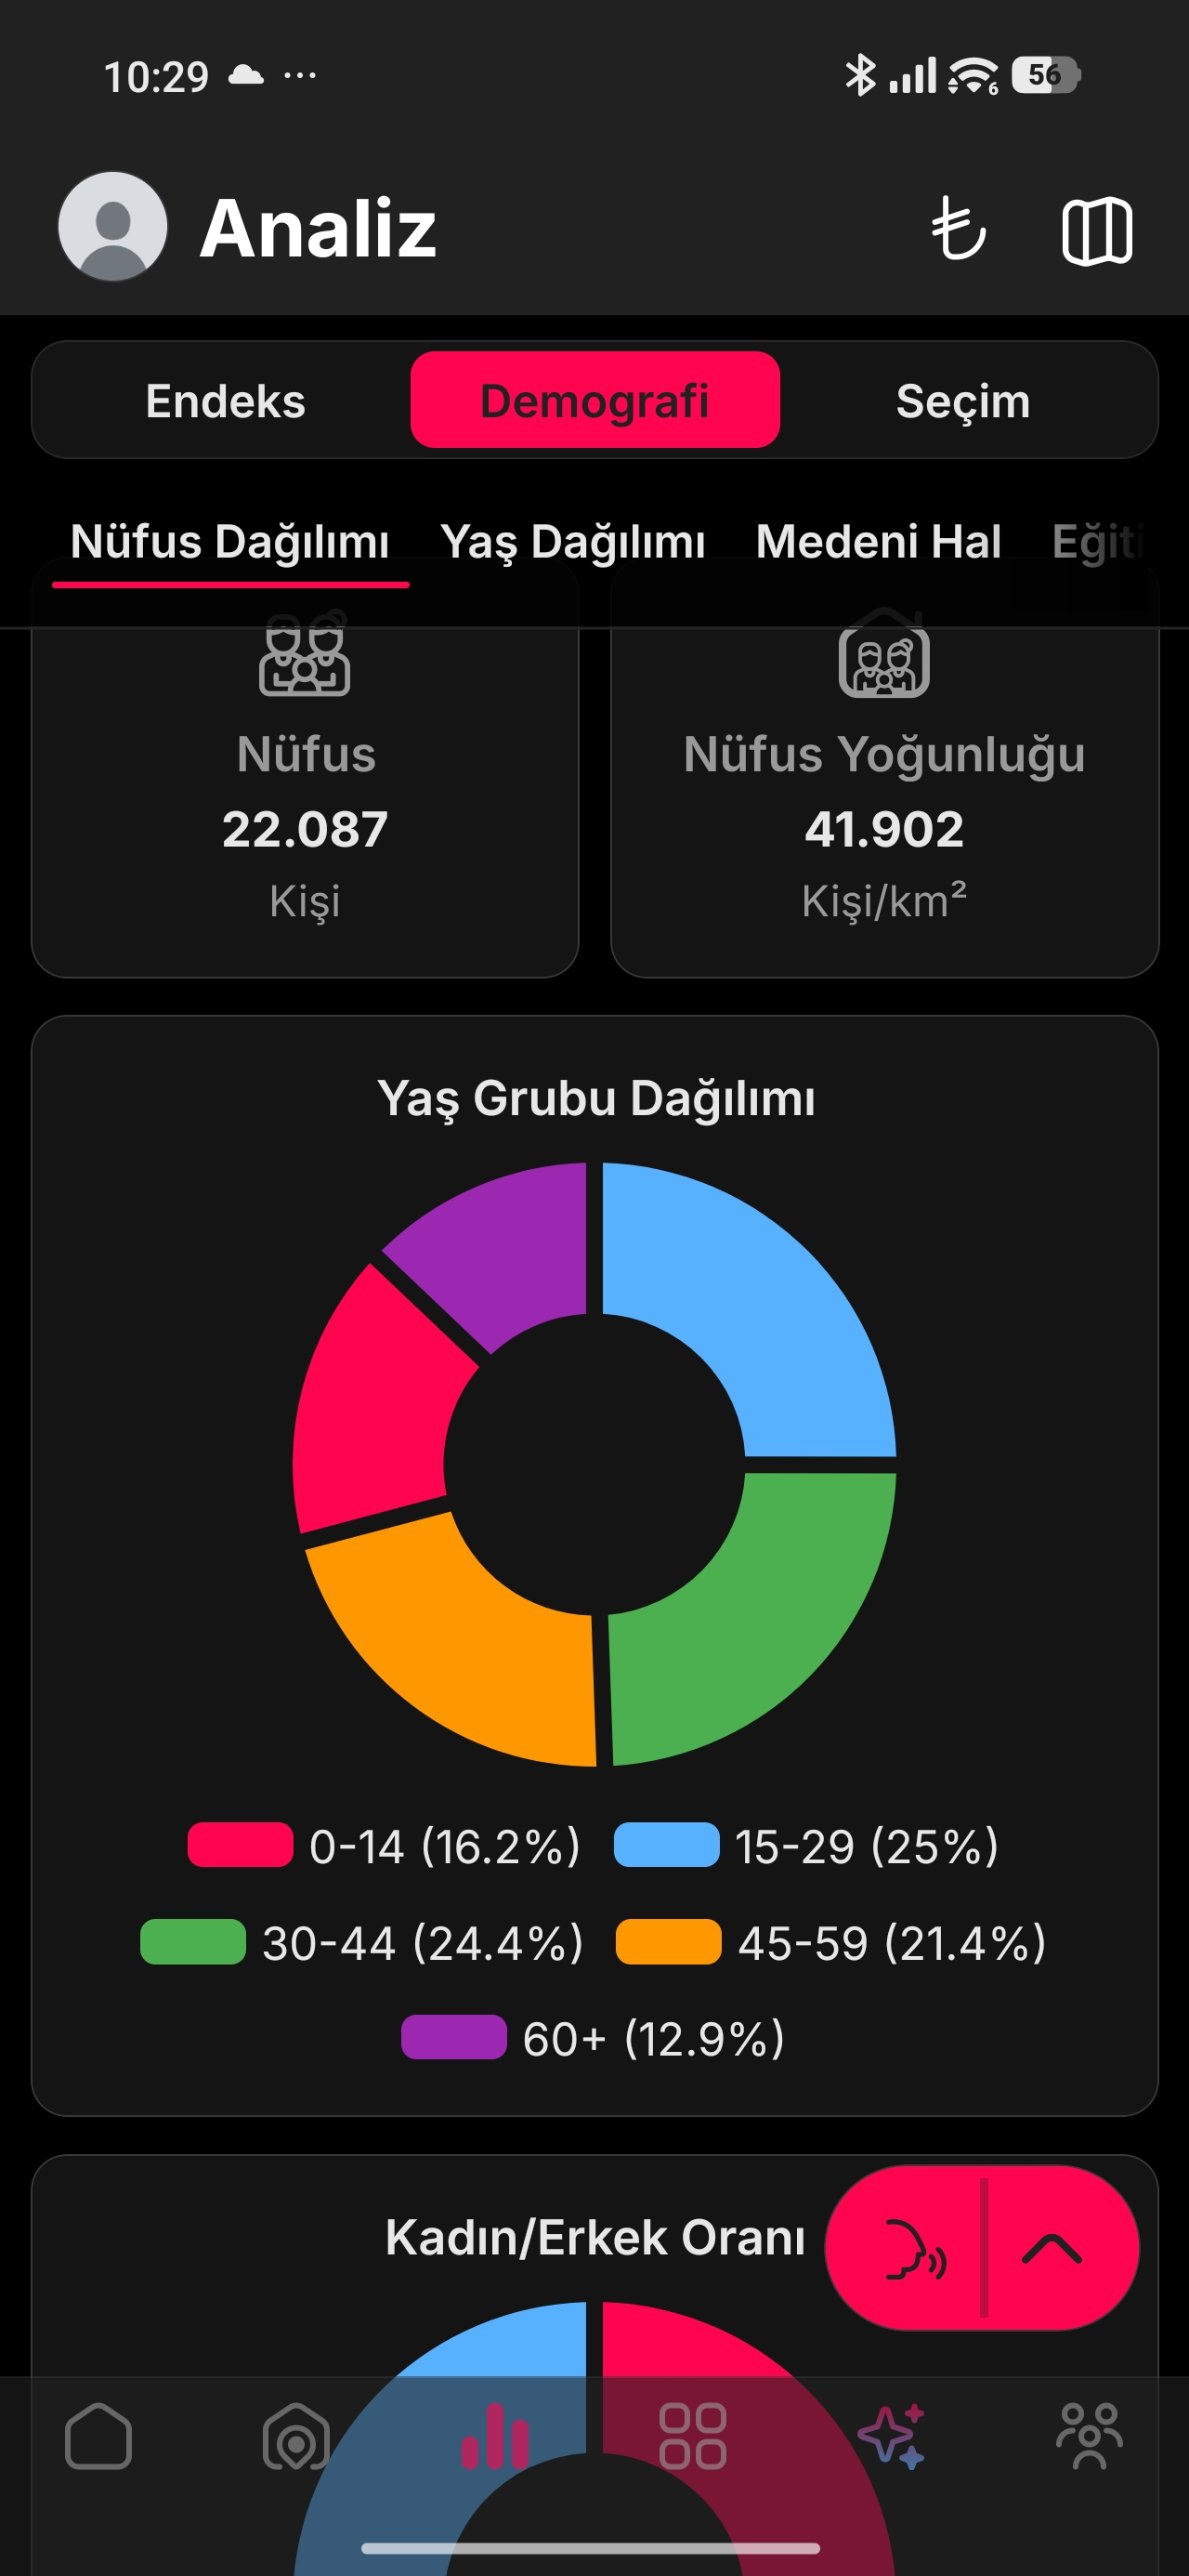 10:29
56
6
Analiz
Endeks Demografi Seçim
Nüfus Dağılımı Yaş Dağılımı Medeni Hal Eğiti
Nüfus Nüfus Yoğunluğu
22.087 41.902
Kişi Kişi/km²
Yaş Grubu Dağılımı
0-14 (16.2%) 15-29 (25%)
30-44 (24.4%) 45-59 (21.4%)
60+ (12.9%)
Kadın/Erkek Oranı